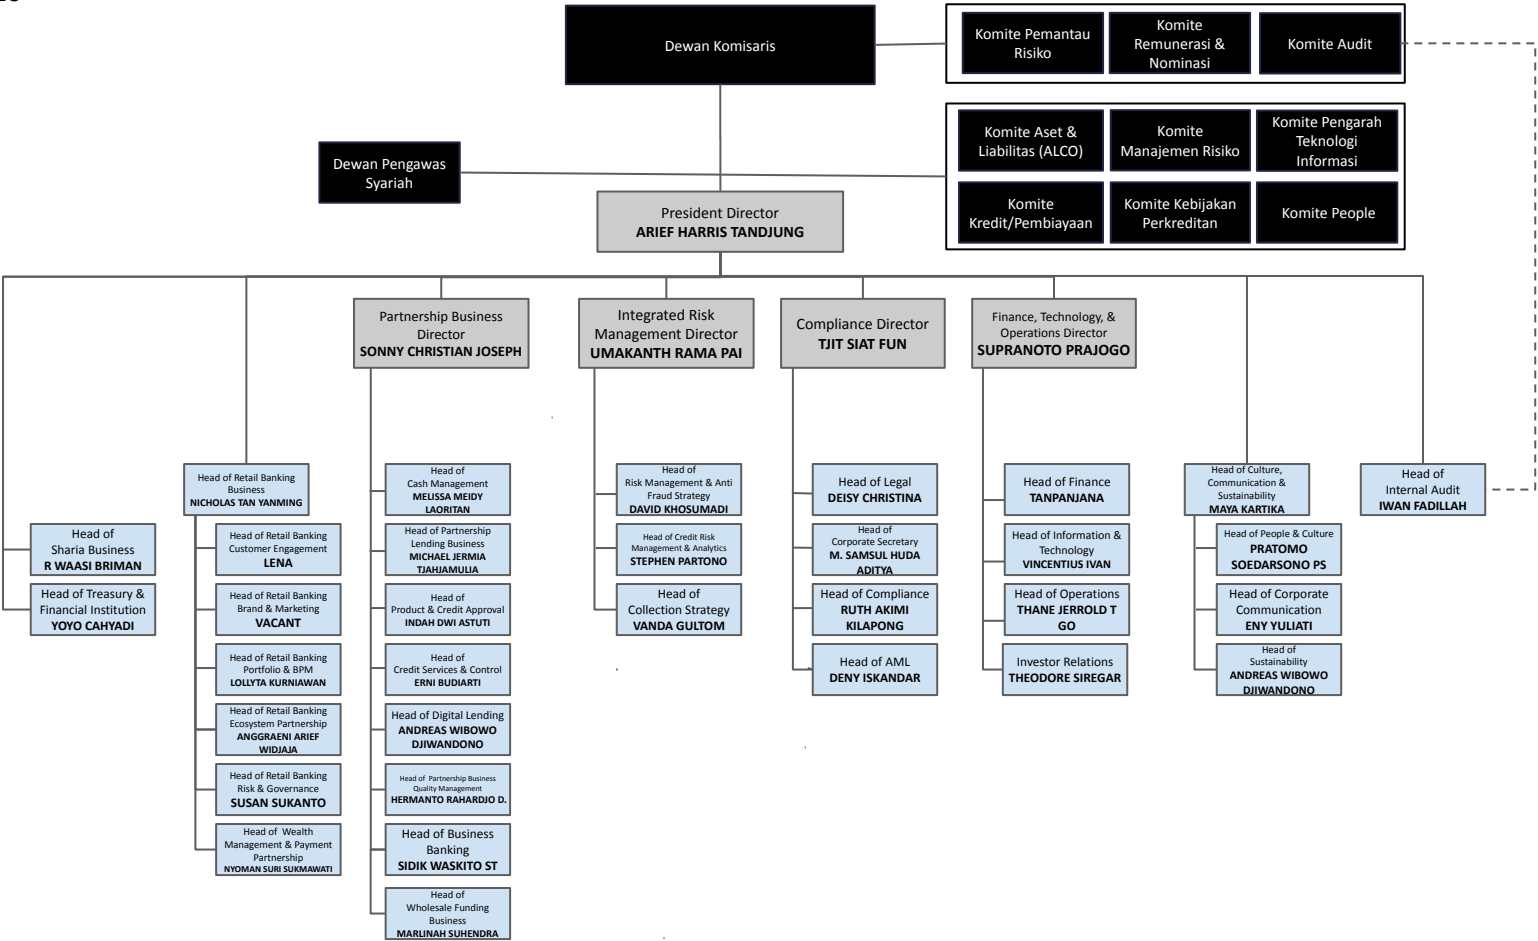 Dewan Komisaris
Komite Pemantau
Risiko
Komite
Remunerasi &
Nominasi
Komite Audit
Dewan Pengawas
Syariah
Komite Aset &
Liabilitas (ALCO)
Komite
Manajemen Risiko
Komite Pengarah
Teknologi
Informasi
Komite
Kredit/Pembiayaan
Komite Kebijakan
Perkreditan
Komite People
President Director
ARIEF HARRIS TANDJUNG
Partnership Business
Director
SONNY CHRISTIAN JOSEPH
Integrated Risk
Management Director
UMAKANTH RAMA PAI
Compliance Director
TJIT SIAT FUN
Finance, Technology, &
Operations Director
SUPRANOTO PRAJOGO
Head of
Sharia Business
R WAASI BRIMAN
Head of Treasury &
Financial Institution
YOYO CAHYADI
Head of Retail Banking
Business
NICHOLAS TAN YANMING
Head of Retail Banking
Customer Engagement
LENA
Head of Retail Banking
Brand & Marketing
VACANT
Head of Retail Banking
Portfolio & BPM
LOLLYTA KURNIAWAN
Head of Retail Banking
Ecosystem Partnership
ANGGRAENI ARIEF
WIDJAJA
Head of Retail Banking
Risk & Governance
SUSAN SUKANTO
Head of Wealth
Management & Payment
Partnership
NYOMAN SURI SUKMAWATI
Head of
Cash Management
MELISSA MEIDY
LAORITAN
Head of Partnership
Lending Business
MICHAEL JERMIA
TJAHJAMULIA
Head of
Product & Credit Approval
INDAH DWI ASTUTI
Head of
Credit Services & Control
ERNI BUDIARTI
Head of Digital Lending
ANDREAS WIBOWO
DJIWANDONO
Head of Partnership Business
Quality Management
HERMANTO RAHARDJO D.
Head of Business
Banking
SIDIK WASKITO ST
Head of
Wholesale Funding
Business
MARLINAH SUHENDRA
Head of
Risk Management & Anti
Fraud Strategy
DAVID KHOSUMADI
Head of Credit Risk
Management & Analytics
STEPHEN PARTONO
Head of
Collection Strategy
VANDA GULTOM
Head of Legal
DEISY CHRISTINA
Head of
Corporate Secretary
M. SAMSUL HUDA
ADITYA
Head of Compliance
RUTH AKIMI
KILAPONG
Head of AML
DENY ISKANDAR
Head of Finance
TANPANJANA
Head of Information &
Technology
VINCENTIUS IVAN
Head of Operations
THANE JERROLD T
GO
Investor Relations
THEODORE SIREGAR
Head of Culture,
Communication &
Sustainability
MAYA KARTIKA
Head of People & Culture
PRATOMO
SOEDARSONO PS
Head of Corporate
Communication
ENY YULIATI
Head of
Sustainability
ANDREAS WIBOWO
DJIWANDONO
Head of
Internal Audit
IWAN FADILLAH